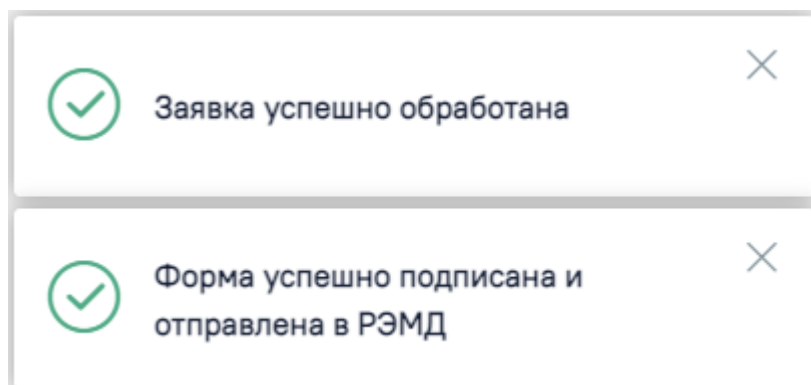 Заявка успешно обработана
Форма успешно подписана и
отправлена в РЭМД